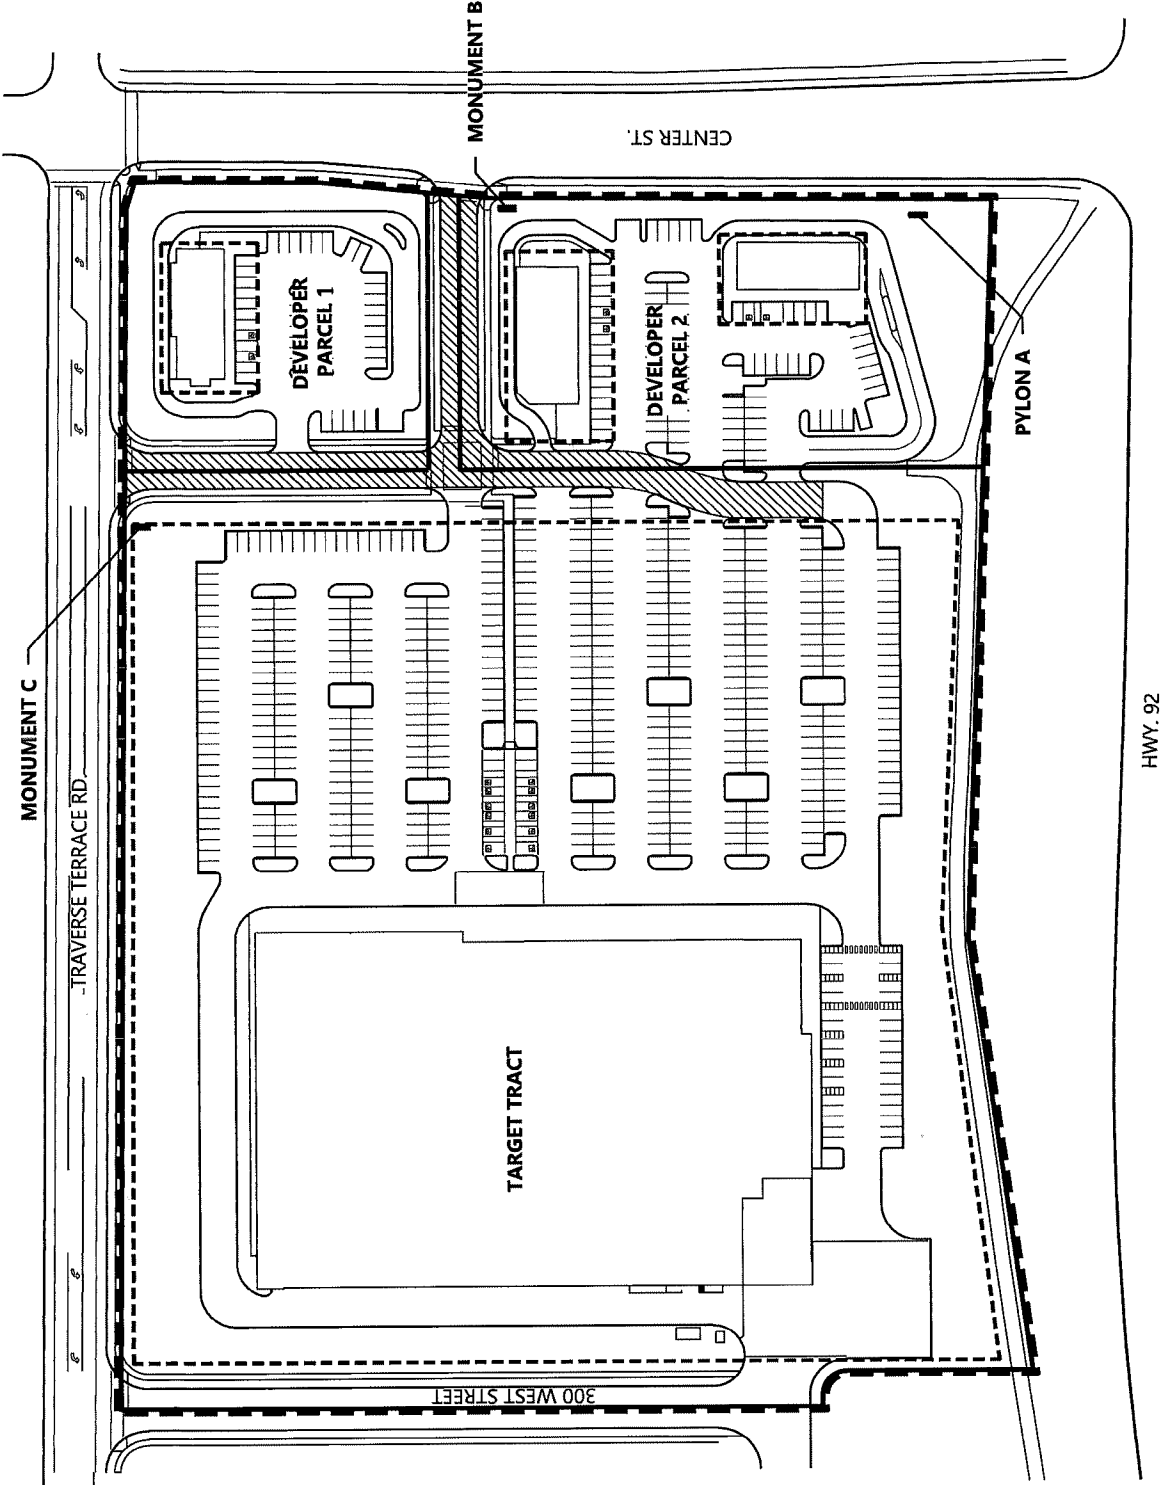 MONUMENT B
CENTER ST.
DEVELOPER
PARCEL 1
DEVELOPER
PARCEL 2
PYLON A
MONUMENT C
TRAVERSE TERRACE RD.
HWY. 92
TARGET TRACT
300 WEST STREET